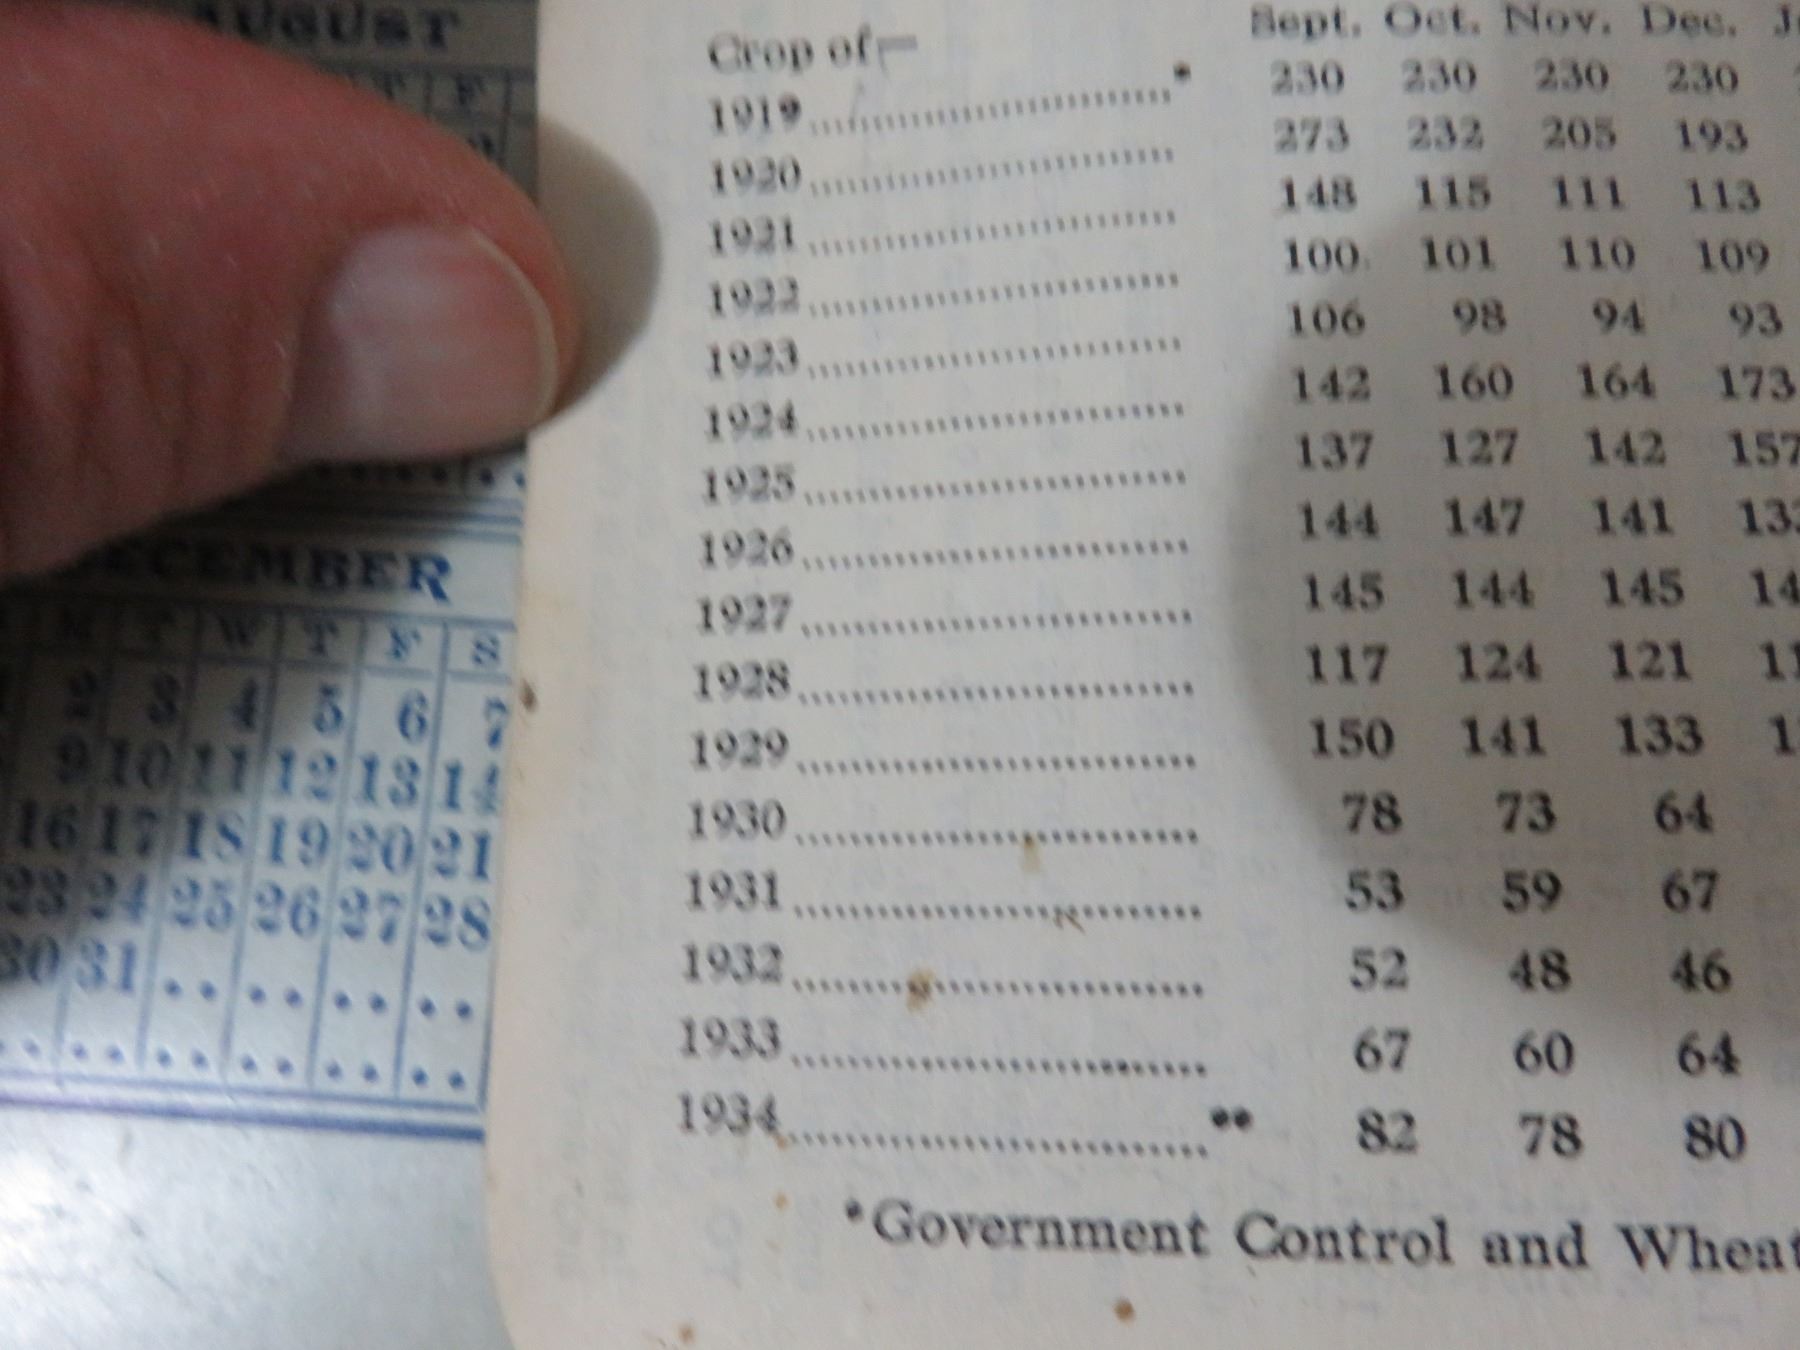 AUGUST
T F
DECEMBER
M T W T F S
2 3 4 5 6 7
9 10 11 12 13 14
16 17 18 19 20 21
23 24 25 26 27 28
30 31 . . . . . . . .
Sept. Oct. Nov. Dec.
Crop of—
1919 ........................* 230 230 230 230
1920 ........................ 273 232 205 193
1921 ........................ 148 115 111 113
1922 ........................ 100 101 110 109
1923 ........................ 106 98 94 93
1924 ........................ 142 160 164 173
1925 ........................ 137 127 142 157
1926 ........................ 144 147 141
1927 ........................ 145 144 145
1928 ........................ 117 124 121
1929 ........................ 150 141 133
1930 ........................ 78 73 64
1931 ........................ 53 59 67
1932 ........................ 52 48 46
1933 ........................ 67 60 64
1934 ........................** 82 78 80
*Government Control and Wheat